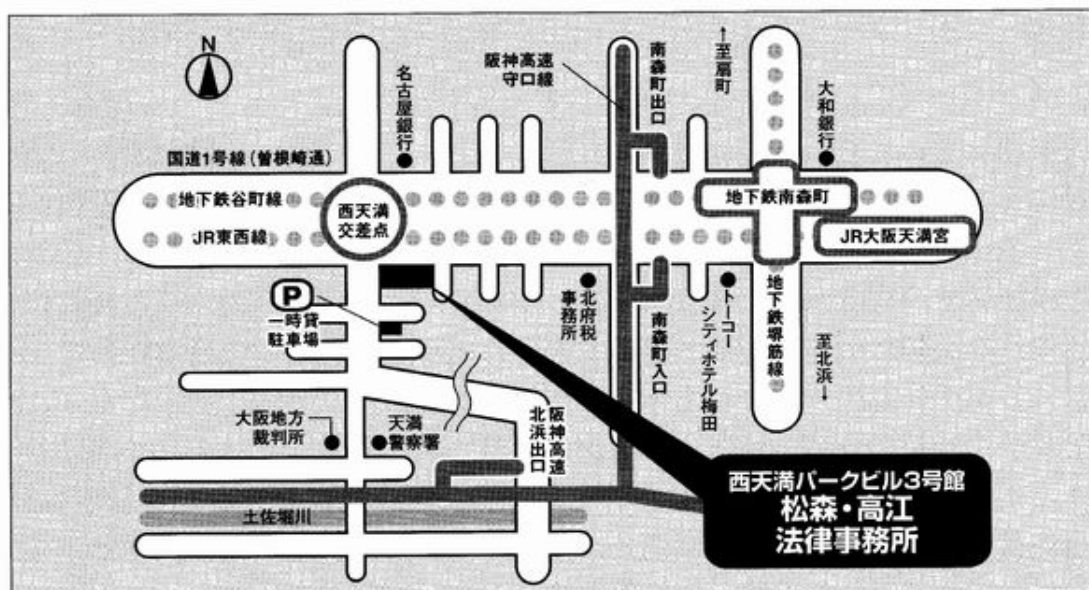 N
名古屋銀行
阪神高速
守口線
南森町出口
↑至扇町
大和銀行
国道1号線(曽根崎通)
地下鉄谷町線
JR東西線
西天満
交差点
地下鉄南森町
JR大阪天満宮
P
一時貸
駐車場
北府税
事務所
南森町入口
トーコー
シティホテル梅田
地下鉄堺筋線
至北浜→
大阪地方
裁判所
天満
警察署
阪神高速
北浜出口
土佐堀川
西天満パークビル3号館
松森・高江
法律事務所